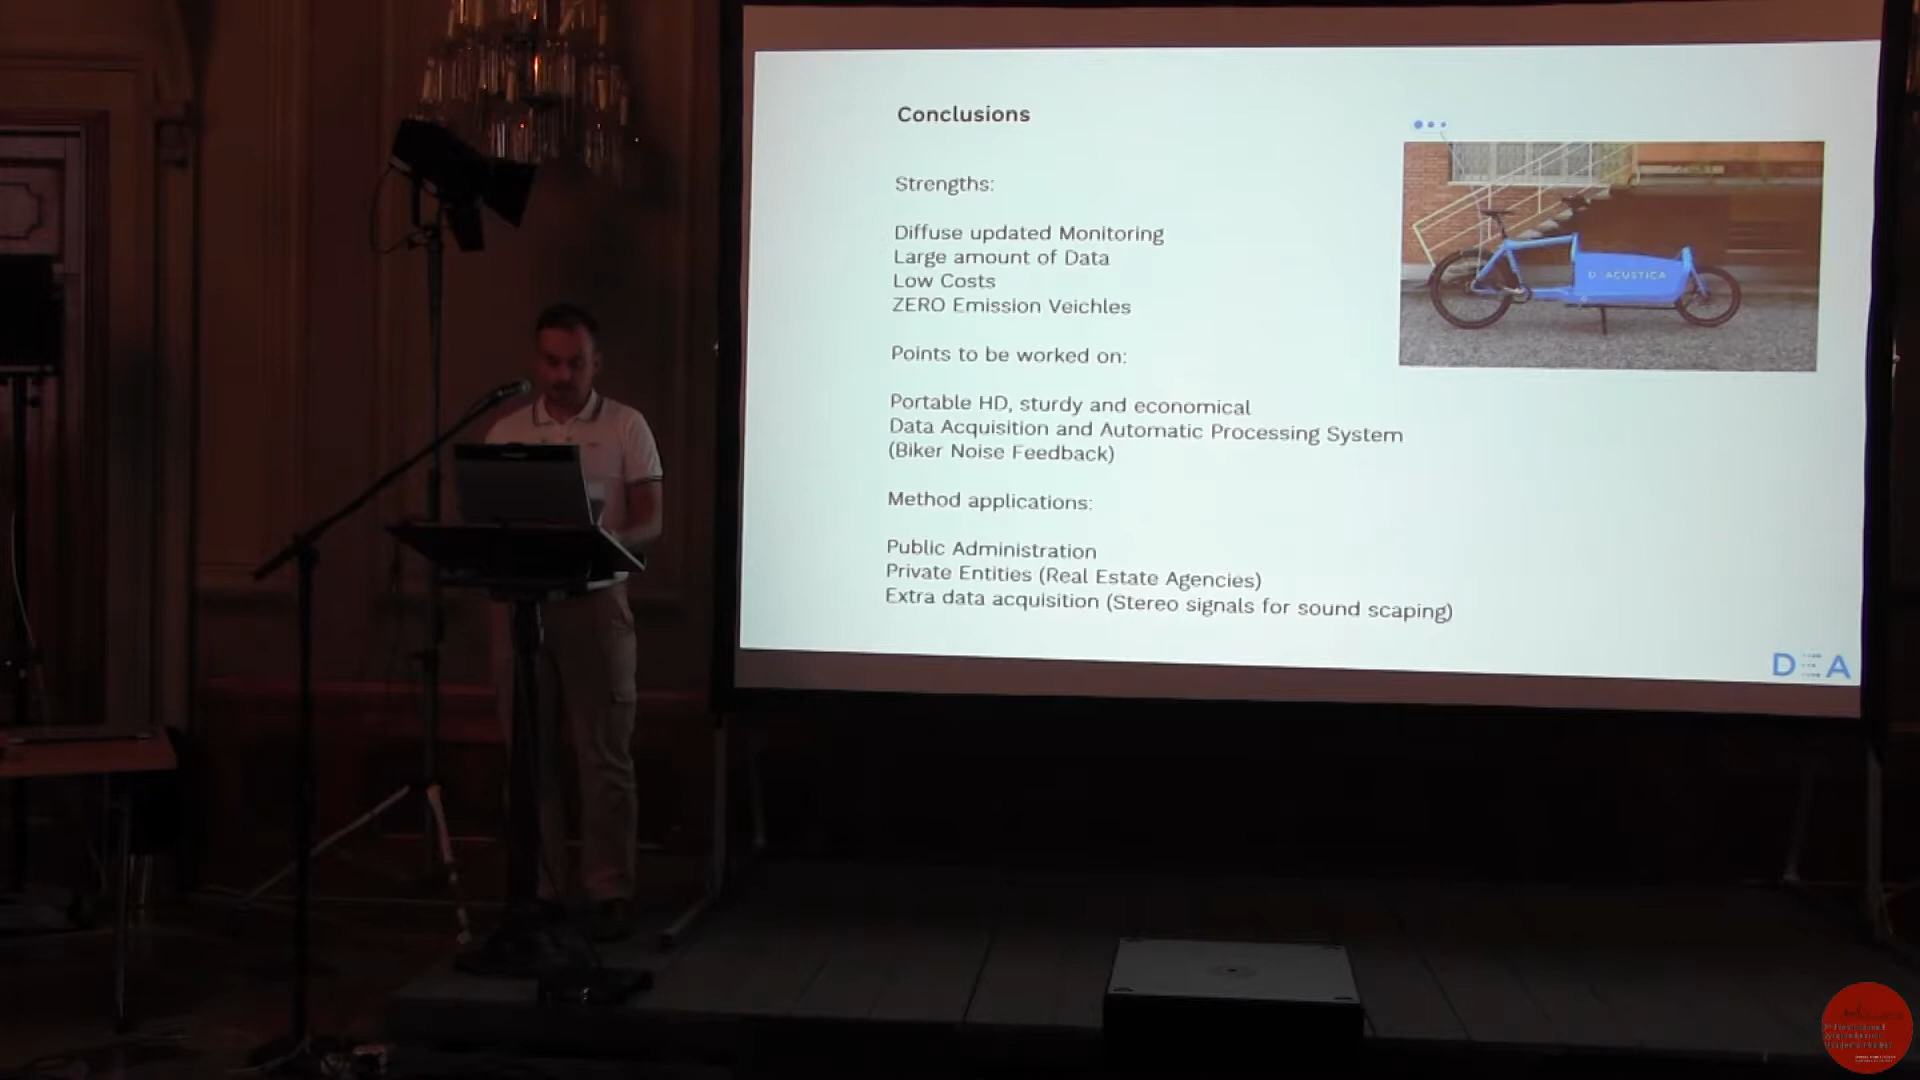 Conclusions
Strengths:
Diffuse updated Monitoring
Large amount of Data
Low Costs
ZERO Emission Veichles
Points to be worked on:
Portable HD, sturdy and economical
Data Acquisition and Automatic Processing System
(Biker Noise Feedback)
Method applications:
Public Administration
Private Entities (Real Estate Agencies)
Extra data acquisition (Stereo signals for sound scaping)
ACUSTICA
D A